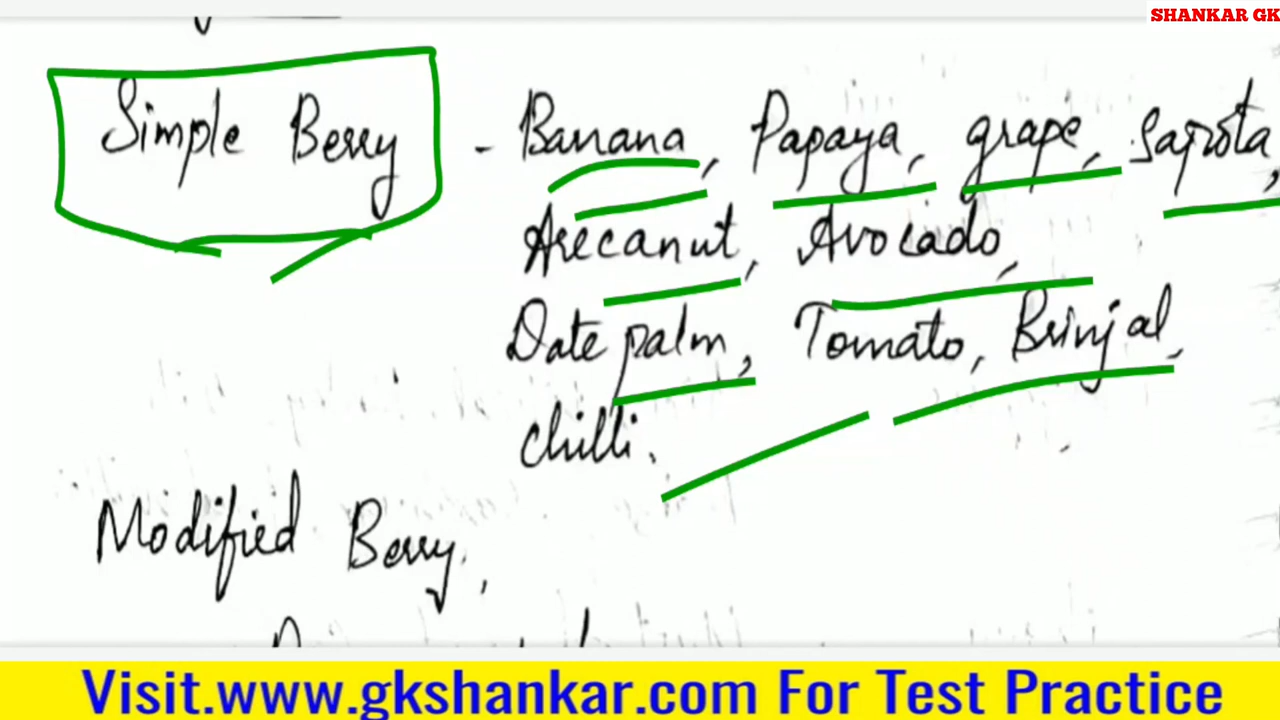 SHANKAR GK
Simple Berry - Banana, Papaya, grape, Sapota,
Arecanut, Avocado,
Date palm, Tomato, Brinjal,
chilli.
Modified Berry,
Visit.www.gkshankar.com For Test Practice